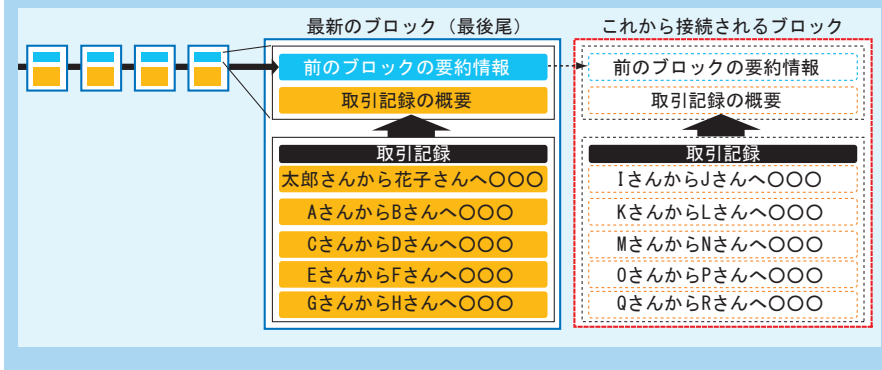 最新のブロック（最後尾）
前のブロックの要約情報
取引記録の概要
取引記録
太郎さんから花子さんへ〇〇〇
AさんからBさんへ〇〇〇
CさんからDさんへ〇〇〇
EさんからFさんへ〇〇〇
GさんからHさんへ〇〇〇
これから接続されるブロック
前のブロックの要約情報
取引記録の概要
取引記録
IさんからJさんへ〇〇〇
KさんからLさんへ〇〇〇
MさんからNさんへ〇〇〇
OさんからPさんへ〇〇〇
QさんからRさんへ〇〇〇